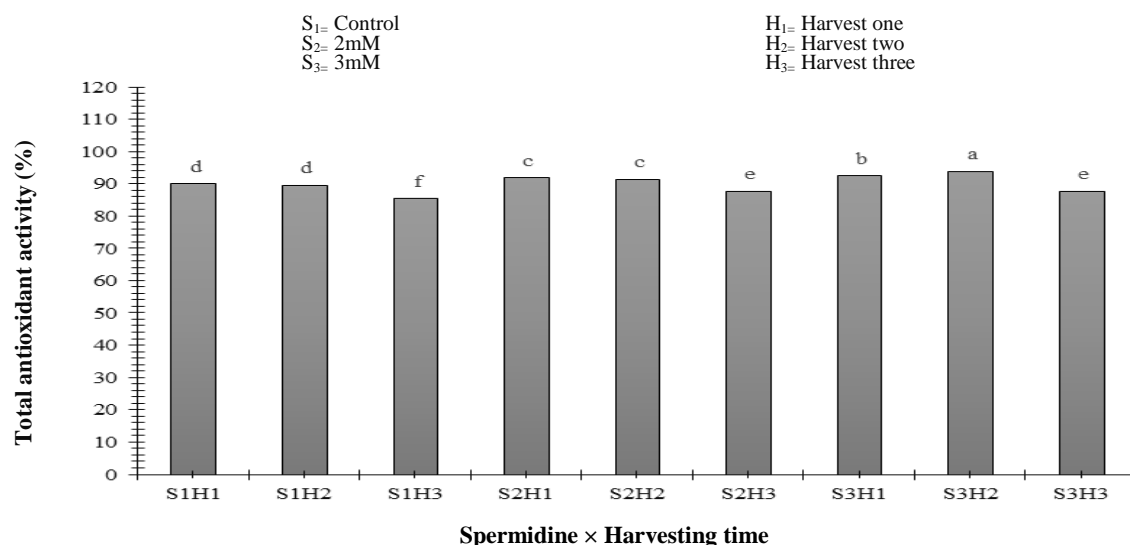 S1= Control
S2= 2mM
S3= 3mM
H1= Harvest one
H2= Harvest two
H3= Harvest three
Total antioxidant activity (%)
120
110
100
90
80
70
60
50
40
30
20
10
0
d d f c c e b a e
S1H1 S1H2 S1H3 S2H1 S2H2 S2H3 S3H1 S3H2 S3H3
Spermidine × Harvesting time